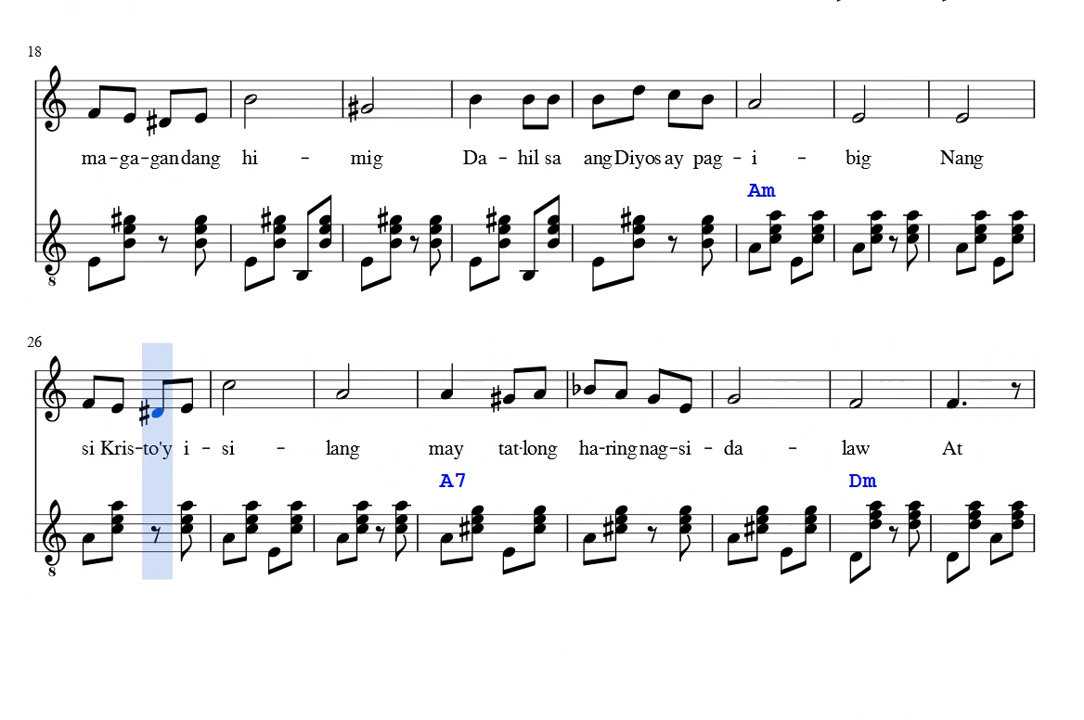 18
ma-ga-gandang hi - mig Da - hil sa ang Diyos ay pag - i - big Nang
Am
8
26
si Kris-to'y i - si - lang may tat-long ha-ring nag-si - da - law At
A7 Dm
8